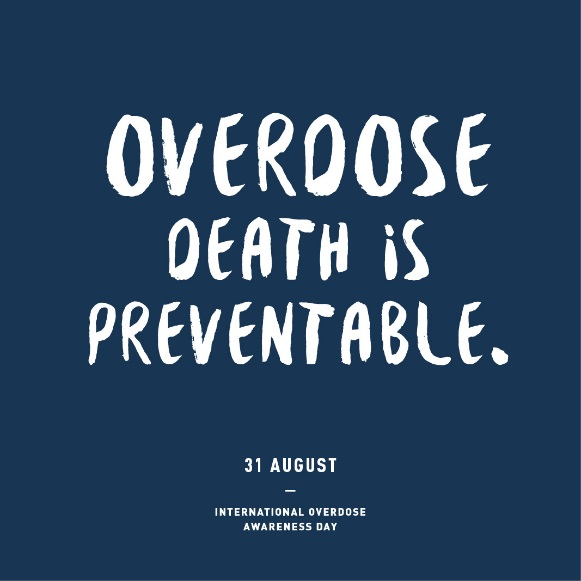 OVERDOSE
DEATH iS
PREVENTABLE.
31 AUGUST
–
INTERNATIONAL OVERDOSE
AWARENESS DAY